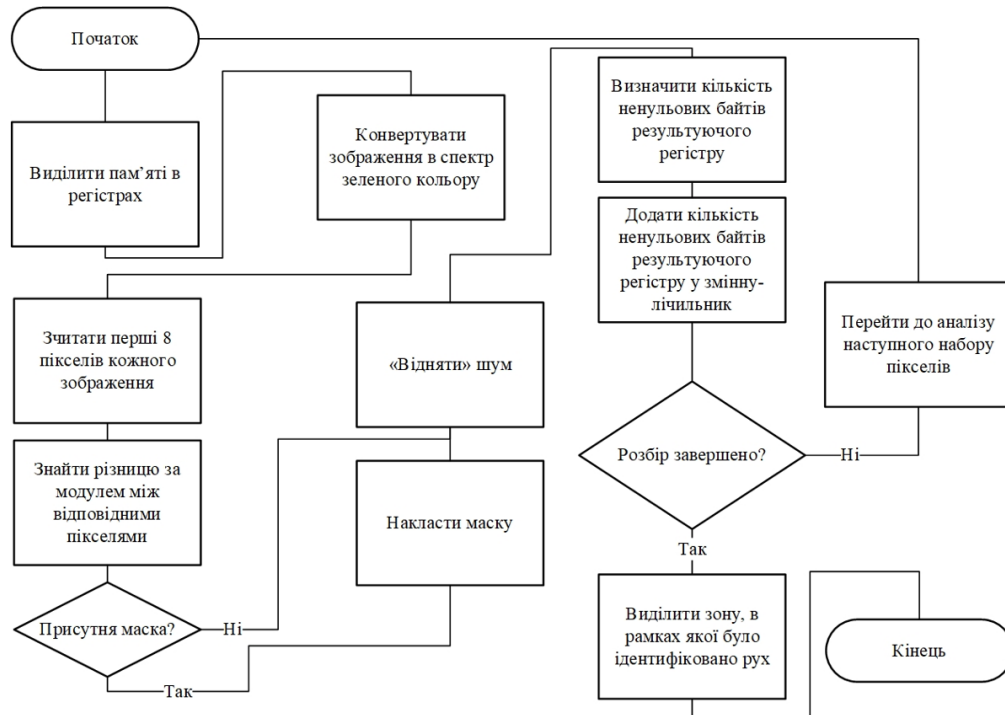 Початок
Виділити пам’яті в
регістрах
Конвертувати
зображення в спектр
зеленого кольору
Зчитати перші 8
пікселів кожного
зображення
Знайти різницю за
модулем між
відповідними
пікселями
Присутня маска?
Ні
Так
Накласти маску
«Відняти» шум
Визначити кількість
ненульових байтів
результуючого
регістру
Додати кількість
ненульових байтів
результуючого
регістру у змінну-
лічильник
Розбір завершено?
Ні
Перейти до аналізу
наступного набору
пікселів
Так
Виділити зону, в
рамках якої було
ідентифіковано рух
Кінець